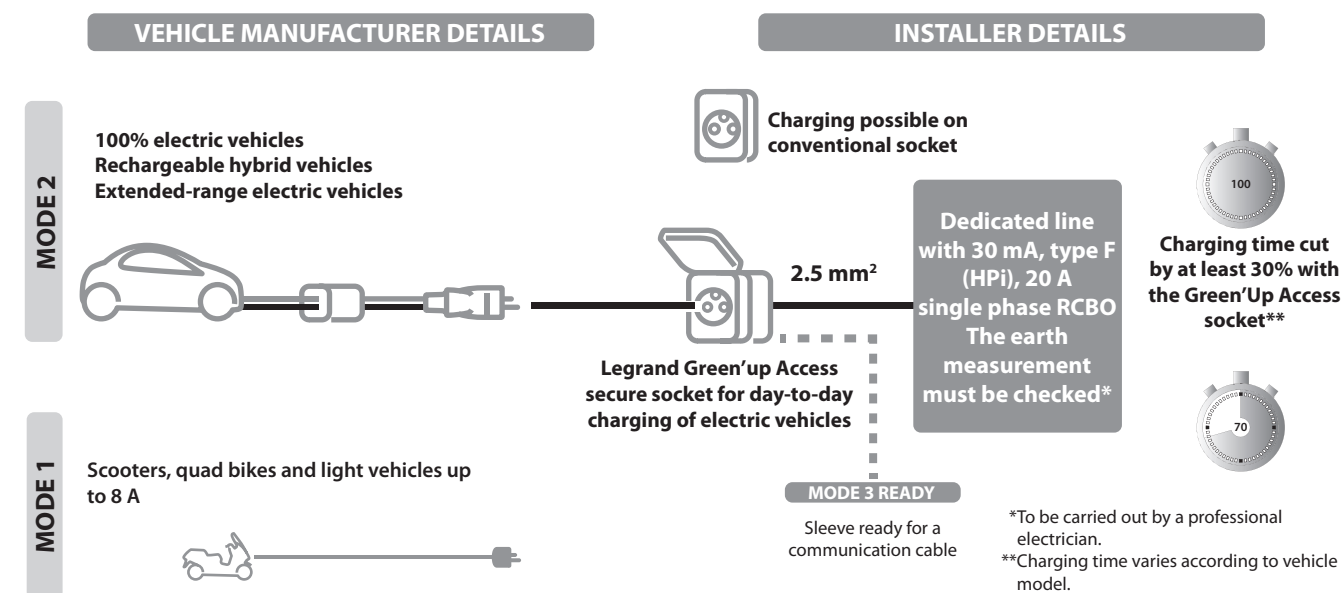 VEHICLE MANUFACTURER DETAILS
INSTALLER DETAILS
MODE 2
100% electric vehicles
Rechargeable hybrid vehicles
Extended-range electric vehicles
Charging possible on
conventional socket
2.5 mm²
Legrand Green’up Access
secure socket for day-to-day
charging of electric vehicles
Dedicated line
with 30 mA, type F
(HPi), 20 A
single phase RCBO
The earth
measurement
must be checked*
100
Charging time cut
by at least 30% with
the Green’Up Access
socket**
70
MODE 1
Scooters, quad bikes and light vehicles up
to 8 A
MODE 3 READY
Sleeve ready for a
communication cable
*To be carried out by a professional
electrician.
**Charging time varies according to vehicle
model.